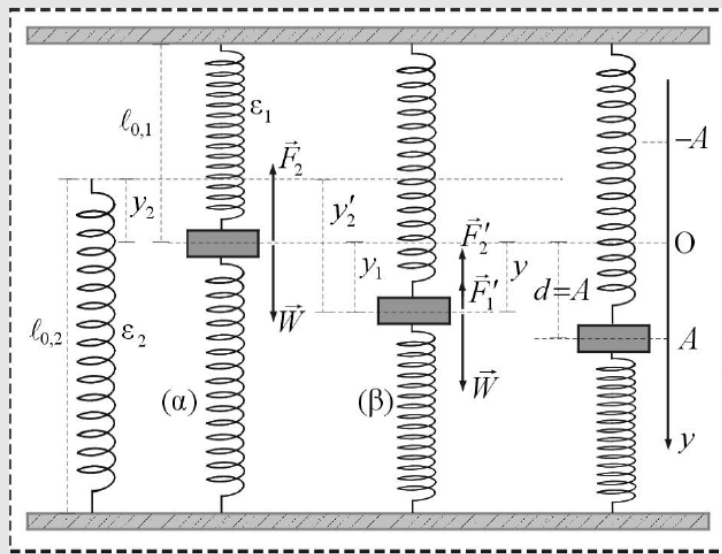 ℓ₀,₁
ε₁
F⃗₂
y₂
W⃗
ℓ₀,₂
ε₂
(α)
y₂′
y₁
F⃗₂′
F⃗₁′
y
W⃗
(β)
d=A
−A
O
A
y